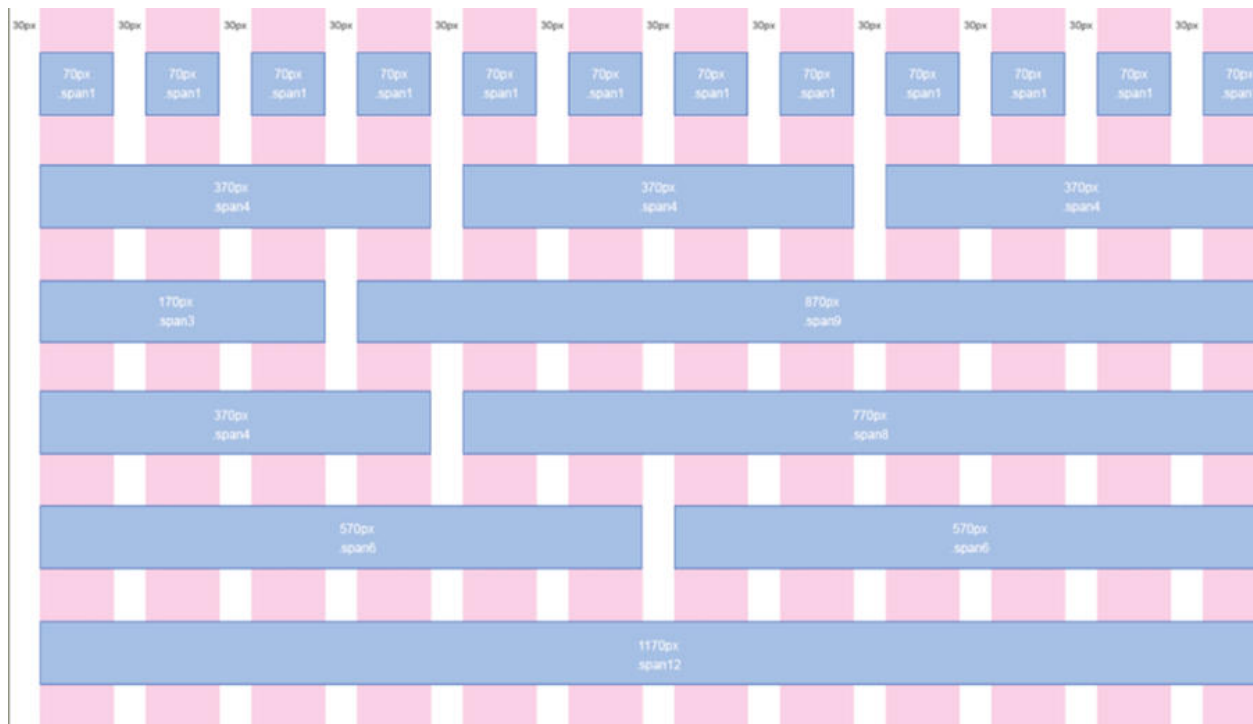 30px 30px 30px 30px 30px 30px 30px 30px 30px 30px 30px 30px
70px 70px 70px 70px 70px 70px 70px 70px 70px 70px 70px 70px
.span1 .span1 .span1 .span1 .span1 .span1 .span1 .span1 .span1 .span1 .span1 .span1
370px 370px 370px
.span4 .span4 .span4
170px 870px
.span3 .span9
370px 770px
.span4 .span8
570px 570px
.span6 .span6
1170px
.span12